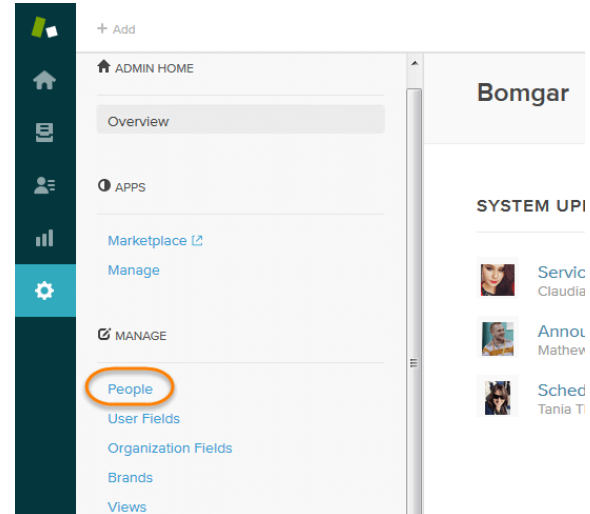 + Add
ADMIN HOME
Overview
APPS
Marketplace
Manage
MANAGE
People
User Fields
Organization Fields
Brands
Views
Bomgar
SYSTEM UP
Servic
Claudia
Annou
Mathew
Sched
Tania T